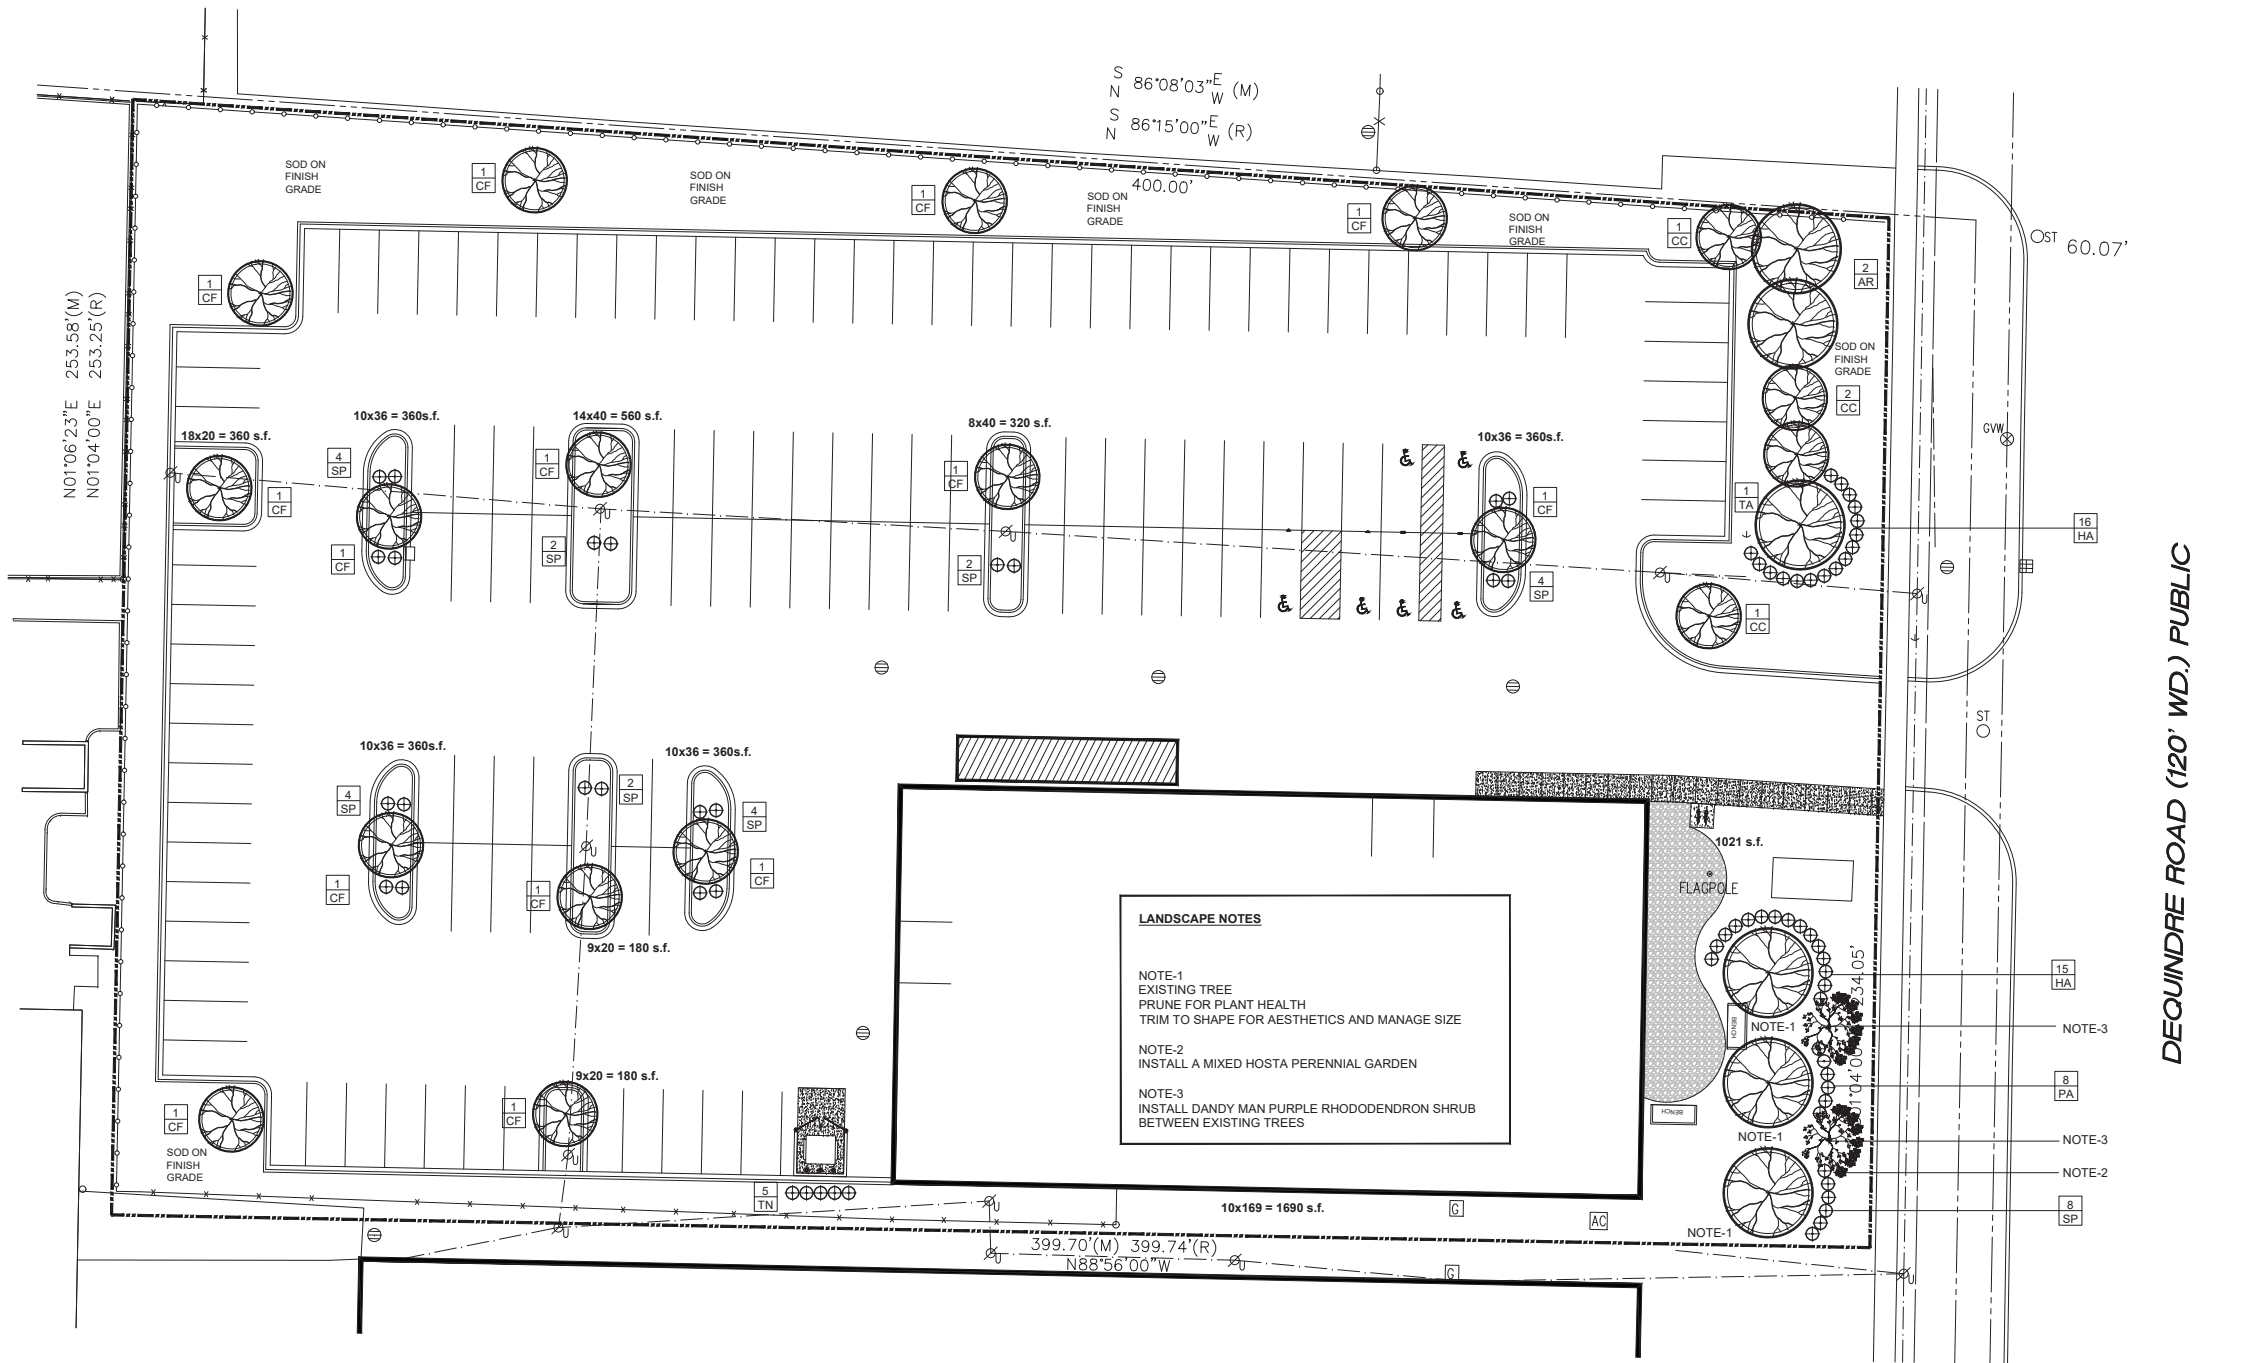 S
N 86°08'03" E
W (M)
S
N 86°15'00" E
W (R)
400.00'
SOD ON
FINISH
GRADE
1
CF
SOD ON
FINISH
GRADE
1
CF
SOD ON
FINISH
GRADE
1
CF
SOD ON
FINISH
GRADE
1
CC
2
AR
ST
60.07'
1
CF
N01°06'23"E 253.58'(M)
N01°04'00"E 253.25'(R)
SOD ON
FINISH
GRADE
2
CC
GVW
18x20 = 360 s.f.
10x36 = 360s.f.
14x40 = 560 s.f.
8x40 = 320 s.f.
10x36 = 360s.f.
4
SP
1
CF
1
CF
1
CF
1
CF
1
TA
16
HA
U
U
U
U
U
1
CF
2
SP
2
SP
4
SP
1
CC
DEQUINDRE ROAD (120' WD.) PUBLIC
ST
10x36 = 360s.f.
10x36 = 360s.f.
4
SP
2
SP
4
SP
U
1
CF
1
CF
1
CF
9x20 = 180 s.f.
1021 s.f.
FLAGPOLE
LANDSCAPE NOTES
NOTE-1
EXISTING TREE
PRUNE FOR PLANT HEALTH
TRIM TO SHAPE FOR AESTHETICS AND MANAGE SIZE
NOTE-2
INSTALL A MIXED HOSTA PERENNIAL GARDEN
NOTE-3
INSTALL DANDY MAN PURPLE RHODODENDRON SHRUB
BETWEEN EXISTING TREES
234.05'
15
HA
BENCH
NOTE-1
NOTE-3
8
PA
BENCH
NOTE-1
NOTE-3
NOTE-2
8
SP
NOTE-1
9x20 = 180 s.f.
1
CF
1
CF
SOD ON
FINISH
GRADE
U
5
TN
10x169 = 1690 s.f.
G
AC
U
U
399.70'(M) 399.74'(R)
N88°56'00"W
U
U
G
U